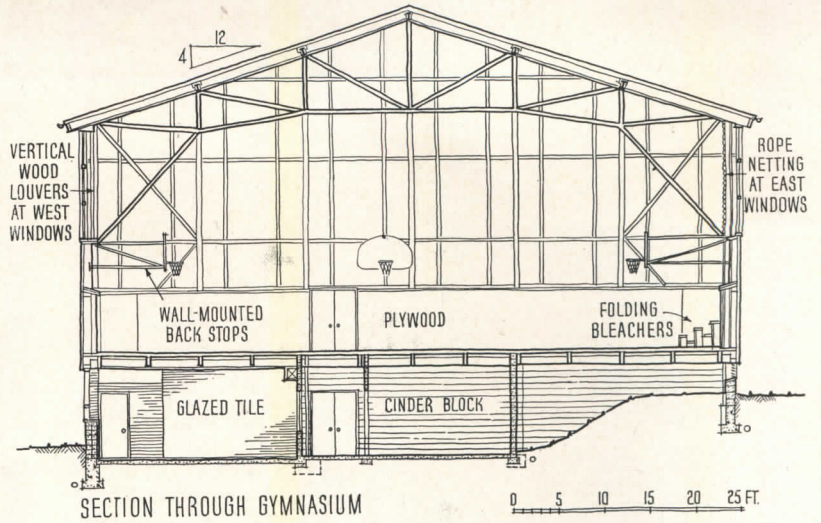 12
4
VERTICAL
WOOD
LOUVERS
AT WEST
WINDOWS
ROPE
NETTING
AT EAST
WINDOWS
WALL-MOUNTED
BACK STOPS
PLYWOOD
FOLDING
BLEACHERS
GLAZED TILE
CINDER BLOCK
SECTION THROUGH GYMNASIUM
0 5 10 15 20 25 FT.